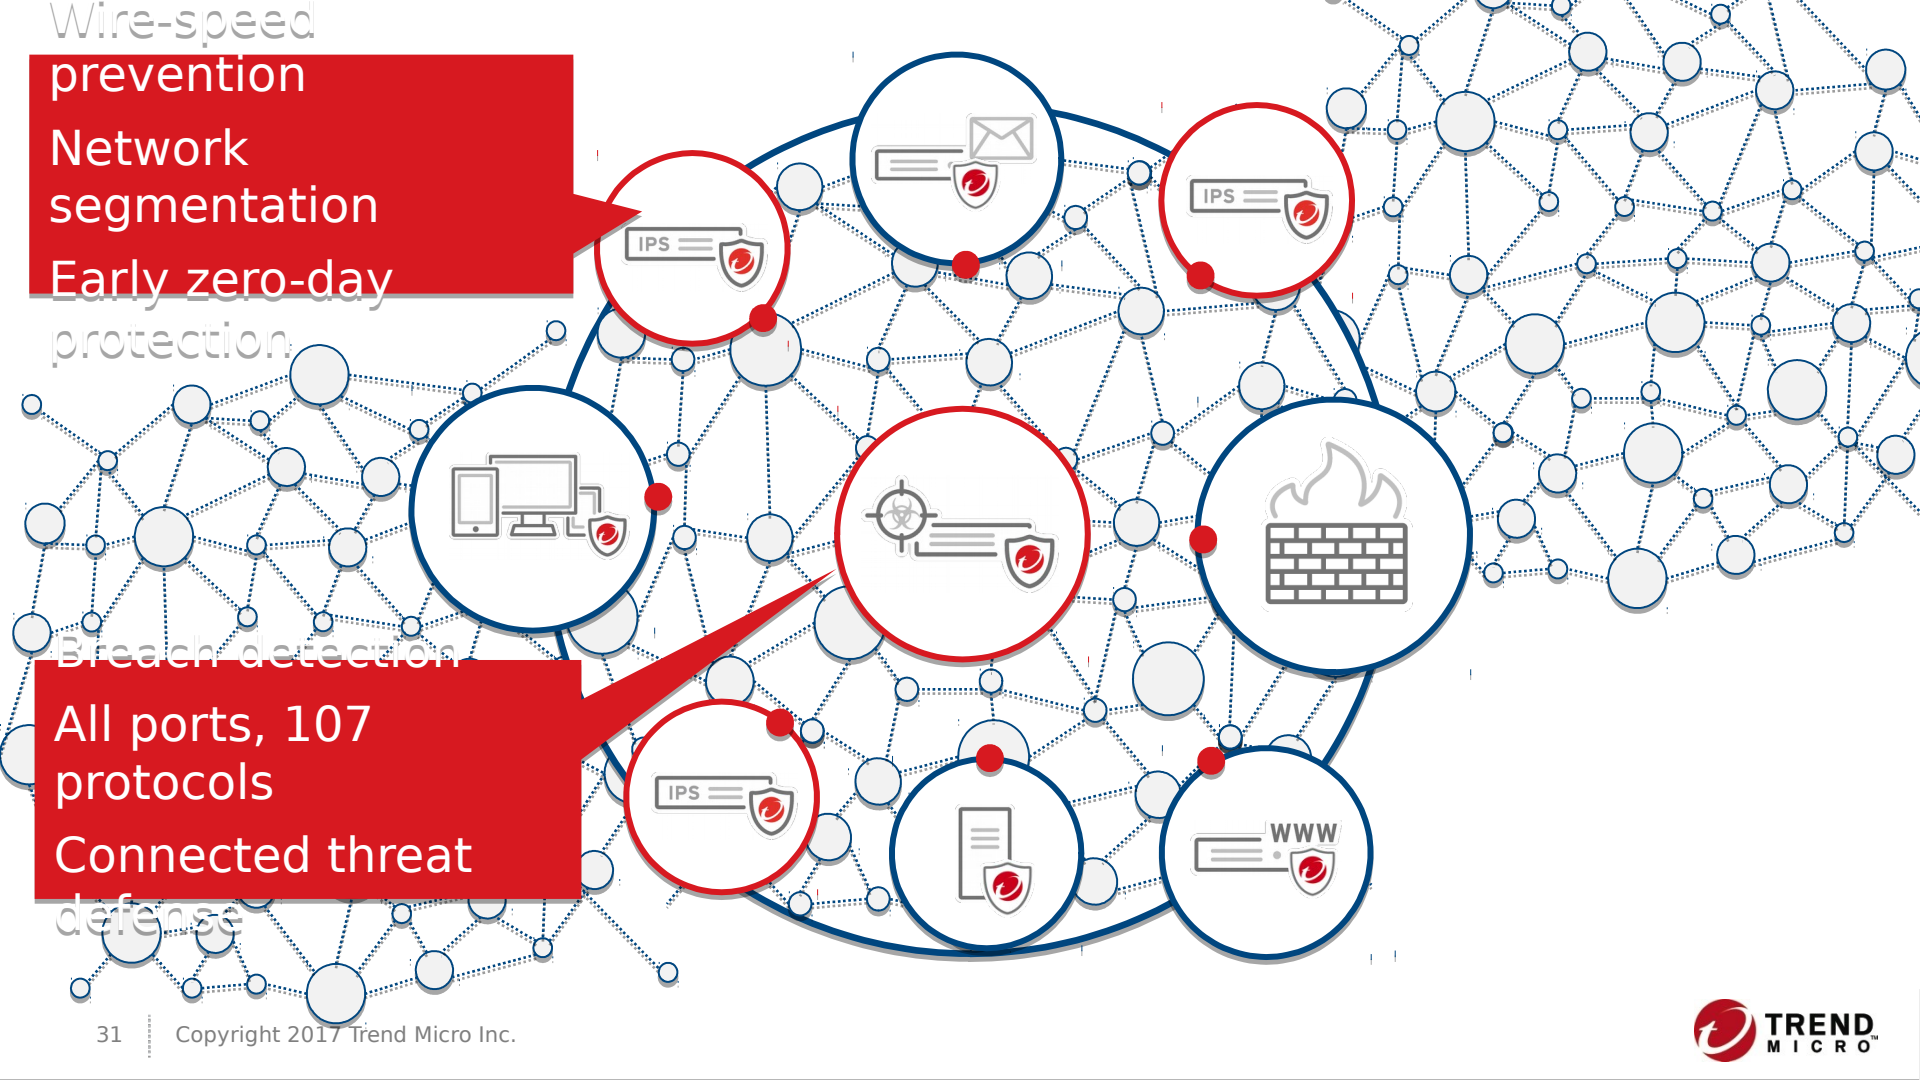 Wire-speed
prevention
Network
segmentation
Early zero-day
protection
IPS
IPS
Breach detection
All ports, 107
protocols
Connected threat
defense
IPS
WWW
31
Copyright 2017 Trend Micro Inc.
TREND
MICRO™